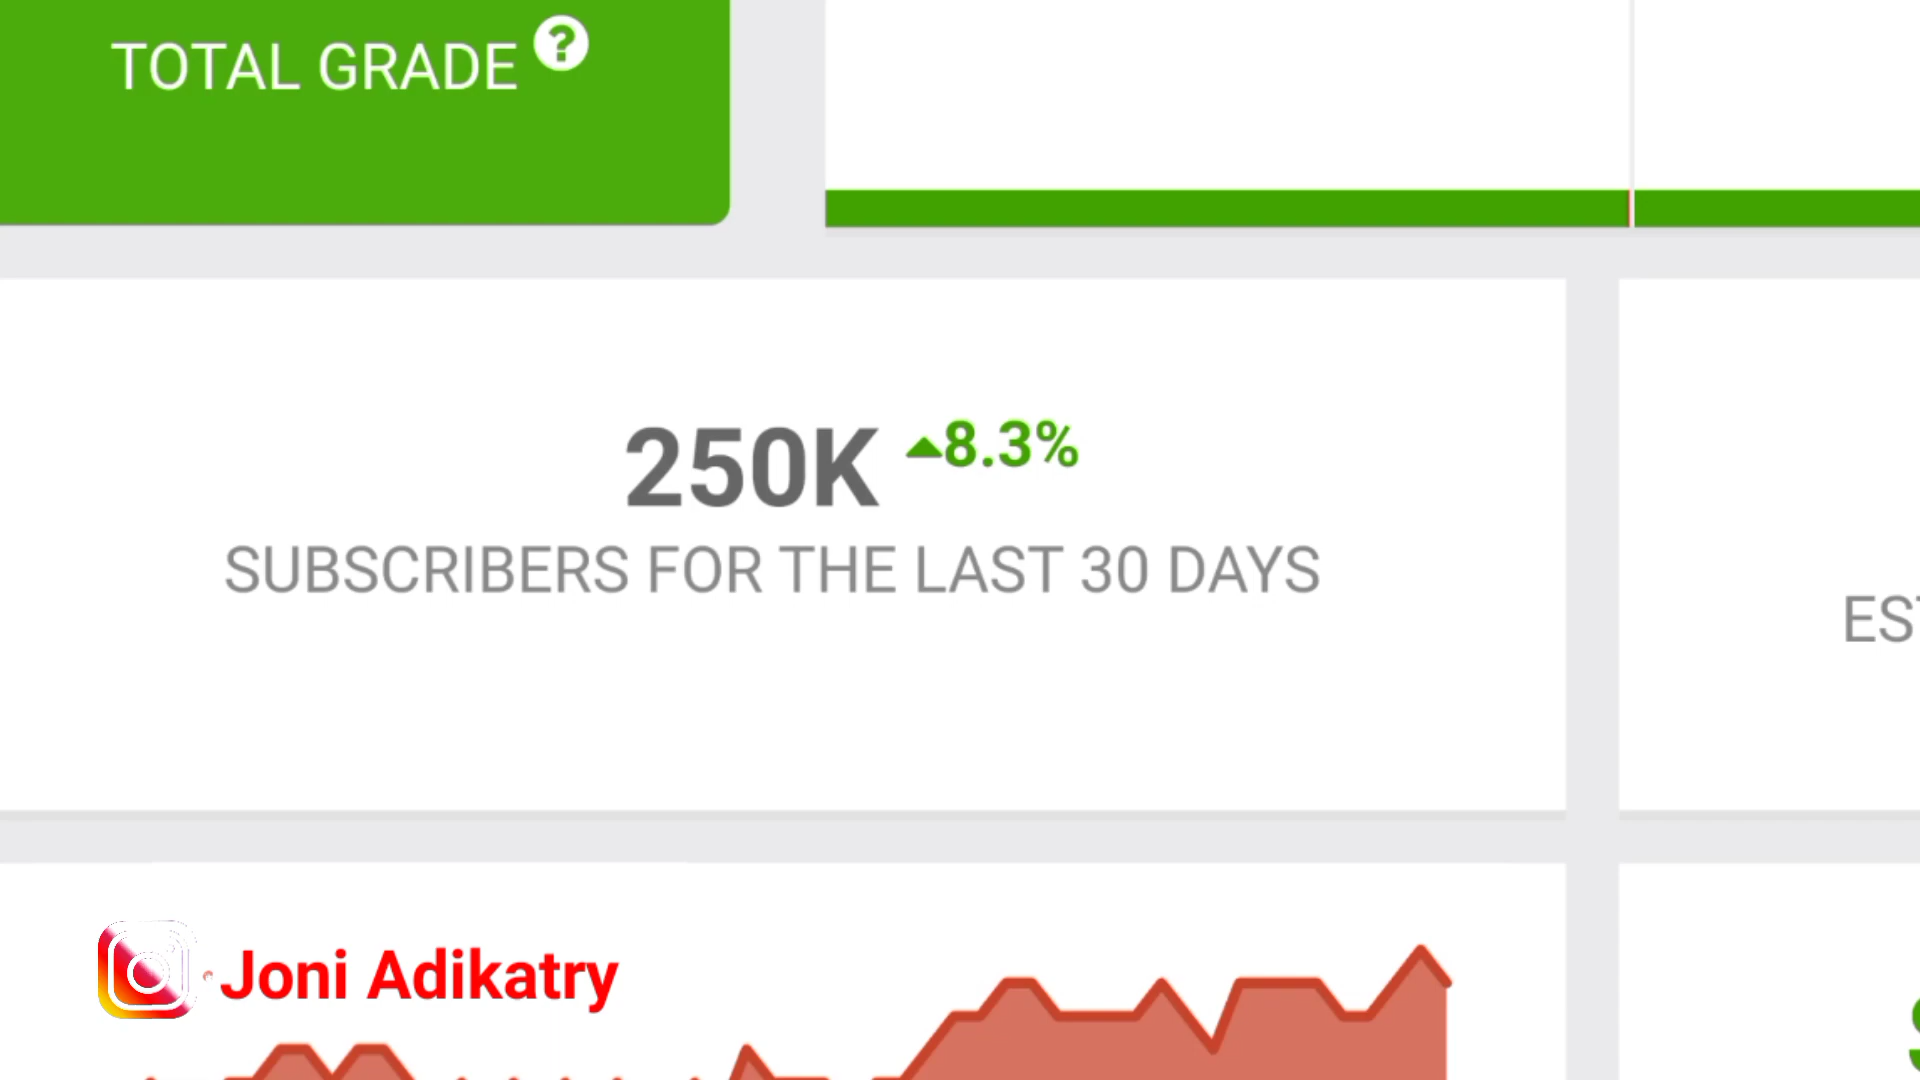 TOTAL GRADE ?
250K 8.3%
SUBSCRIBERS FOR THE LAST 30 DAYS
Joni Adikatry